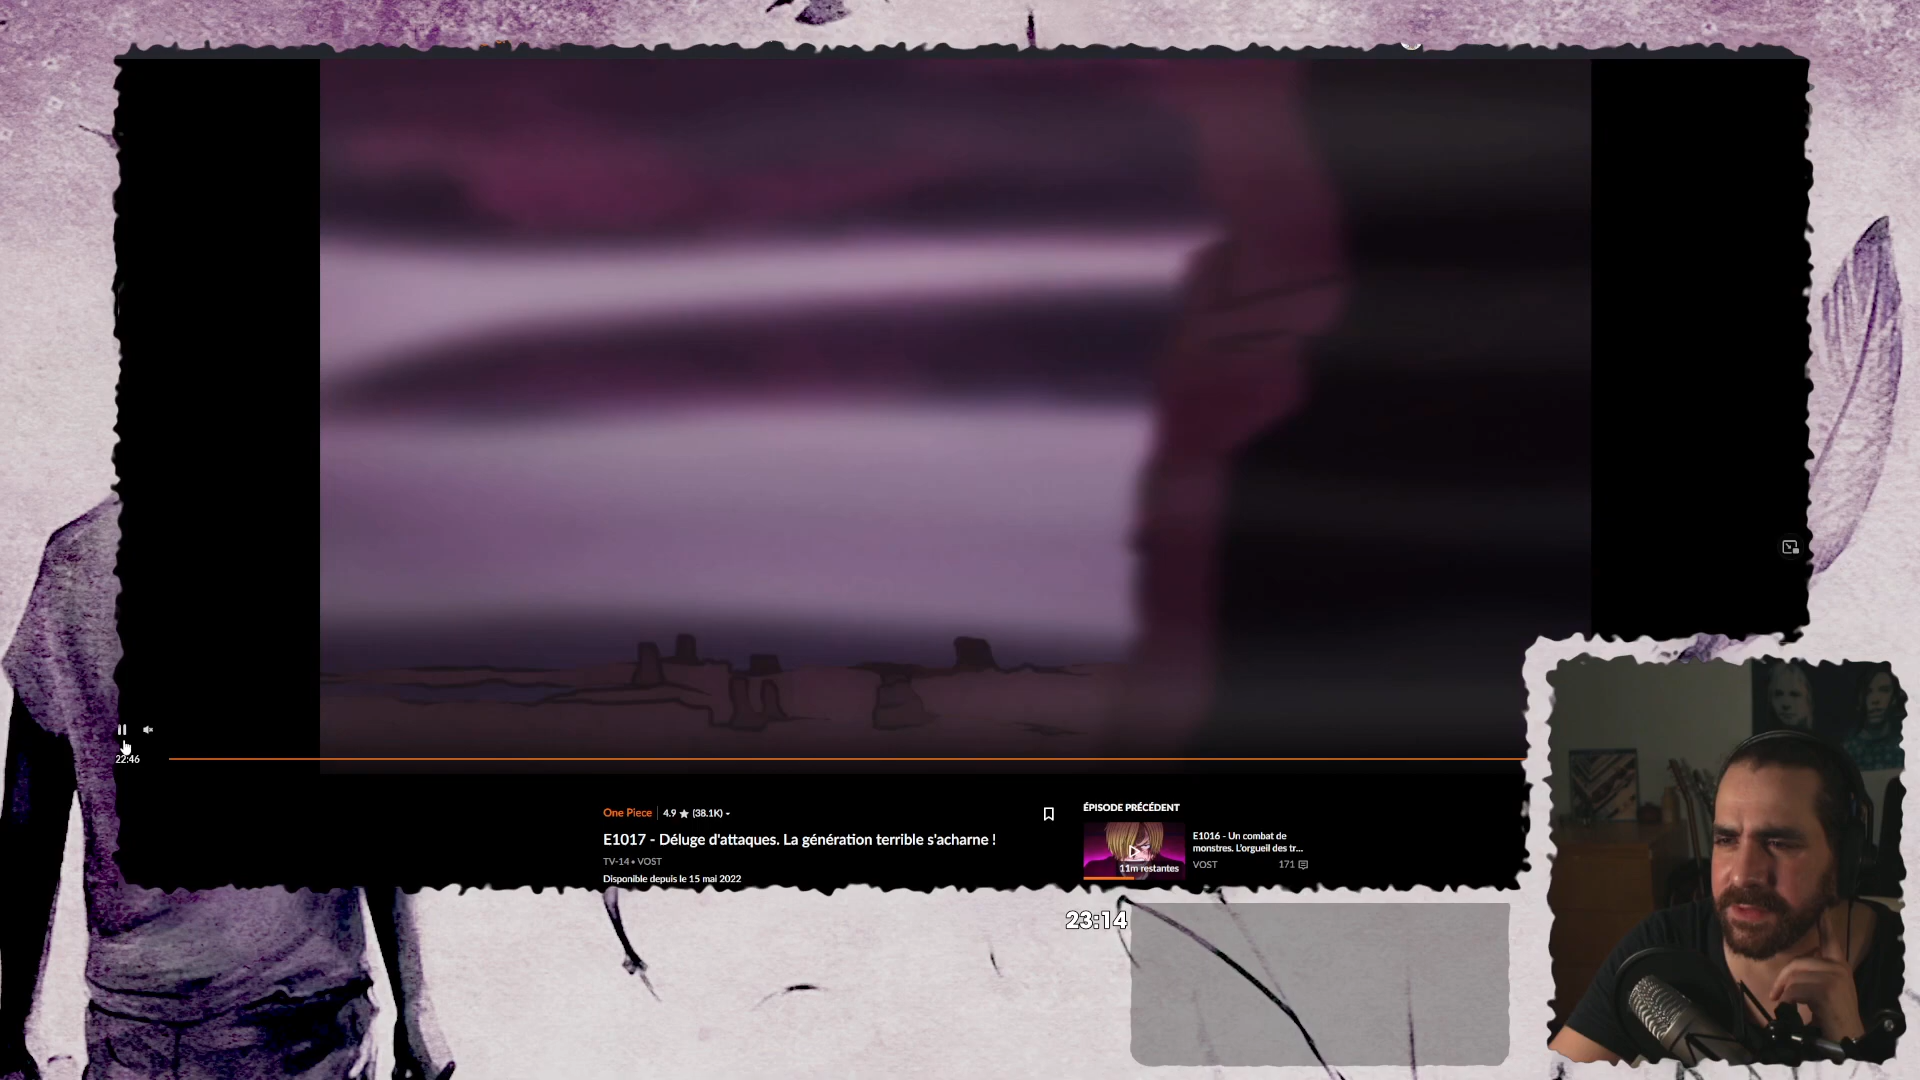 22:46
One Piece 4.9 ★ (38.1K)
E1017 - Déluge d'attaques. La génération terrible s'acharne !
TV-14 • VOST
Disponible depuis le 15 mai 2022
ÉPISODE PRÉCÉDENT
11m restantes
E1016 - Un combat de
monstres. L'orgueil des tr...
VOST 171
23:14